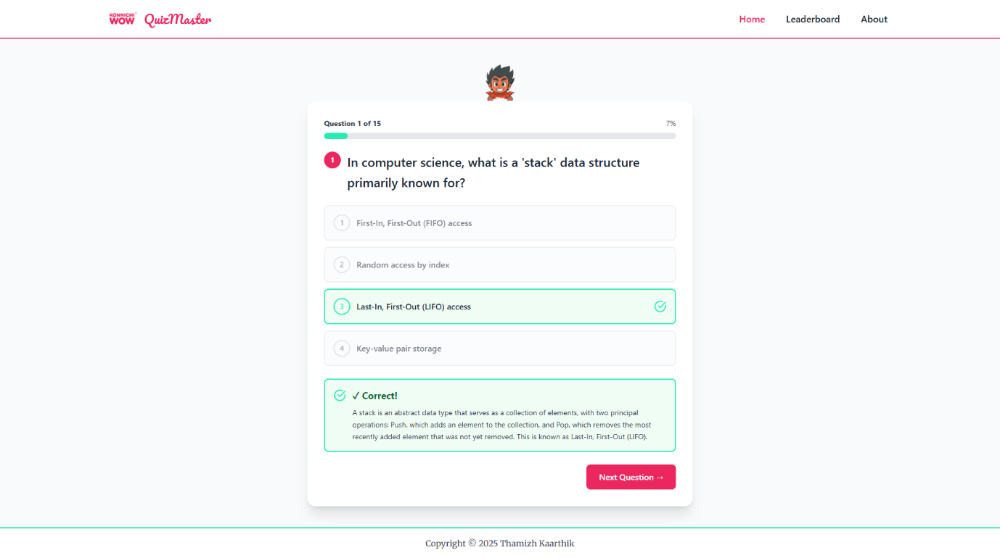 KONNICHI
WOW
QuizMaster
Home
Leaderboard
About
Question 1 of 15
7%
1
In computer science, what is a 'stack' data structure
primarily known for?
1 First-In, First-Out (FIFO) access
2 Random access by index
3 Last-In, First-Out (LIFO) access
4 Key-value pair storage
✓ Correct!
A stack is an abstract data type that serves as a collection of elements, with two principal
operations: Push, which adds an element to the collection, and Pop, which removes the most
recently added element that was not yet removed. This is known as Last-In, First-Out (LIFO).
Next Question →
Copyright © 2025 Thamizh Kaarthik